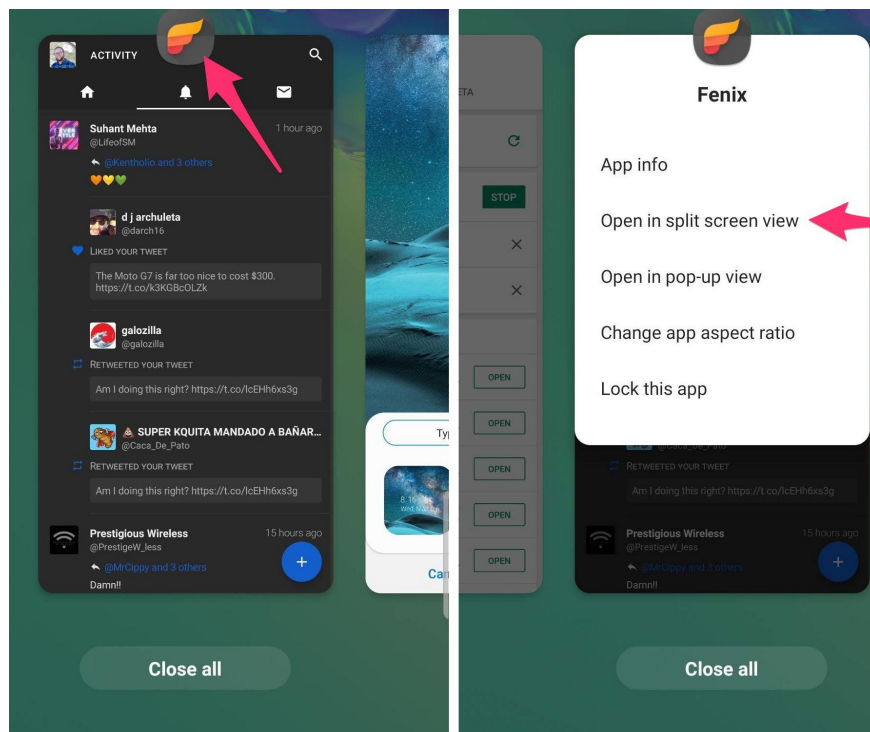 ACTIVITY
Suhant Mehta
1 hour ago
@LifeofSM
@Kentholio and 3 others
d j archuleta
@darch16
LIKED YOUR TWEET
The Moto G7 is far too nice to cost $300.
https://t.co/k3KGBcOLZk
galozilla
@galozilla
RETWEETED YOUR TWEET
Am I doing this right? https://t.co/IcEHh6xs3g
SUPER KQUITA MANDADO A BAÑAR...
@Caca_De_Pato
RETWEETED YOUR TWEET
Am I doing this right? https://t.co/IcEHh6xs3g
Prestigious Wireless
15 hours ago
@PrestigeW_less
@MrCippy and 3 others
Damn!!
Close all
STOP
OPEN
OPEN
OPEN
OPEN
OPEN
Fenix
App info
Open in split screen view
Open in pop-up view
Change app aspect ratio
Lock this app
@Caca_De_Pato
RETWEETED YOUR TWEET
Am I doing this right? https://t.co/IcEHh6xs3g
Prestigious Wireless
15 hours ago
@PrestigeW_less
@MrCippy and 3 others
Damn!!
Close all